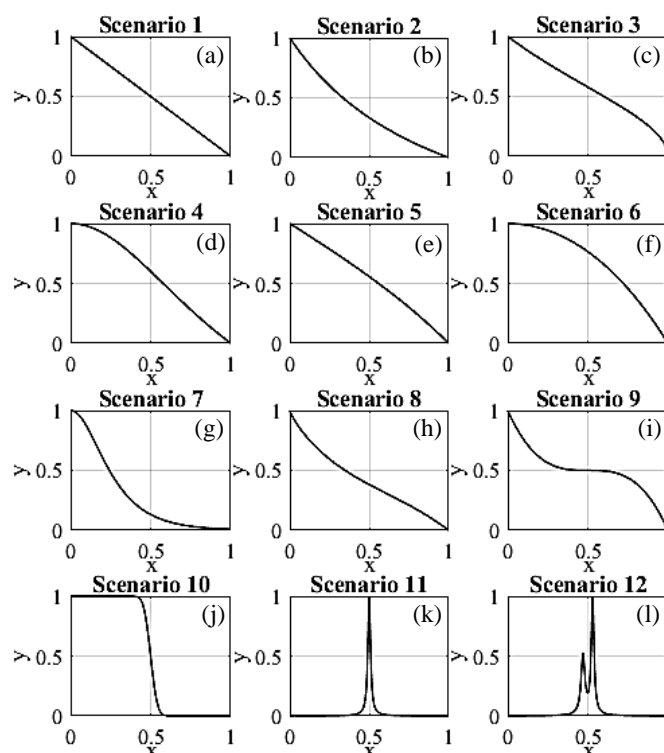 Scenario 1 Scenario 2 Scenario 3
1 (a) 1 (b) 1 (c)
y 0.5 y 0.5 y 0.5
0 0 0
0 0.5 1 0 0.5 1 0 0.5 1
x x x
Scenario 4 Scenario 5 Scenario 6
1 (d) 1 (e) 1 (f)
y 0.5 y 0.5 y 0.5
0 0 0
0 0.5 1 0 0.5 1 0 0.5 1
x x x
Scenario 7 Scenario 8 Scenario 9
1 (g) 1 (h) 1 (i)
y 0.5 y 0.5 y 0.5
0 0 0
0 0.5 1 0 0.5 1 0 0.5 1
x x x
Scenario 10 Scenario 11 Scenario 12
1 (j) 1 (k) 1 (l)
y 0.5 y 0.5 y 0.5
0 0 0
0 0.5 1 0 0.5 1 0 0.5 1
x x x